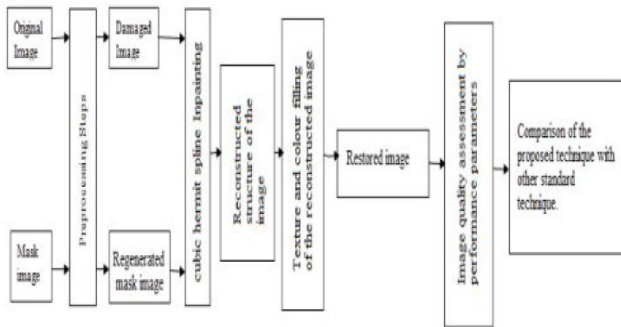 Original
Image
Mask
image
Preprocessing Steps
Damaged
Image
Regenerated
mask image
cubic hermit spline Inpainting
Reconstructed
structure of the
image
Texture and colour filling
of the reconstructed image
Restored image
Image quality assessment by
performance parameters
Comparison of the
proposed technique with
other standard
technique.